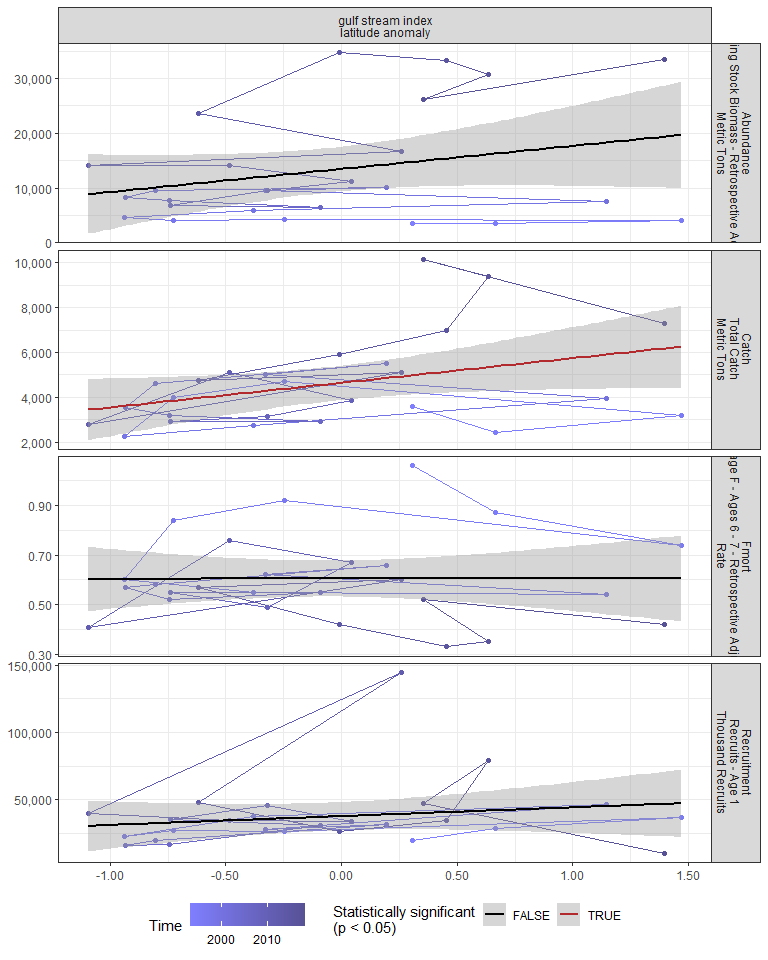 gulf stream index
latitude anomaly
30,000
20,000
10,000
0
Abundance
Stock Biomass - Retrospective
Metric Tons
10,000
8,000
6,000
4,000
2,000
Catch
Total Catch
Metric Tons
0.90
0.70
0.50
0.30
Fmort
F - Ages 6 - 7 - Retrospective
Rate
150,000
100,000
50,000
Recruitment
Recruits - Age 1
Thousand Recruits
-1.00
-0.50
0.00
0.50
1.00
1.50
Time
2000
2010
Statistically significant
(p < 0.05)
FALSE
TRUE